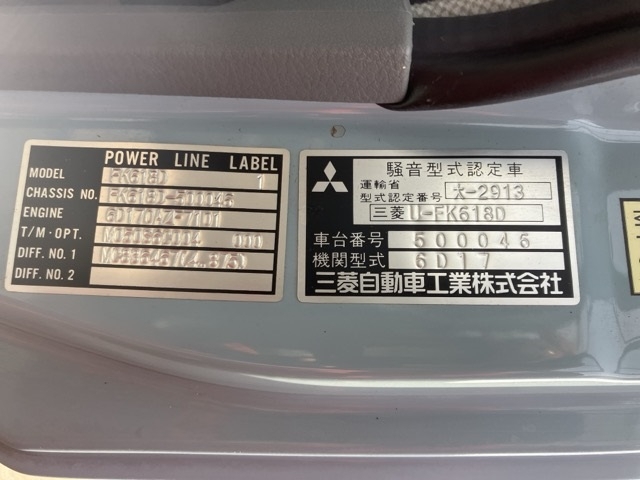 POWER LINE LABEL
MODEL FK618D 1
CHASSIS NO.
ENGINE
T/M・OPT.
DIFF. NO. 1
DIFF. NO. 2
騒音型式認定車
運輸省
型式認定番号 大-2913
三菱 U-FK618D
車台番号 500046
機関型式 6D17
三菱自動車工業株式会社